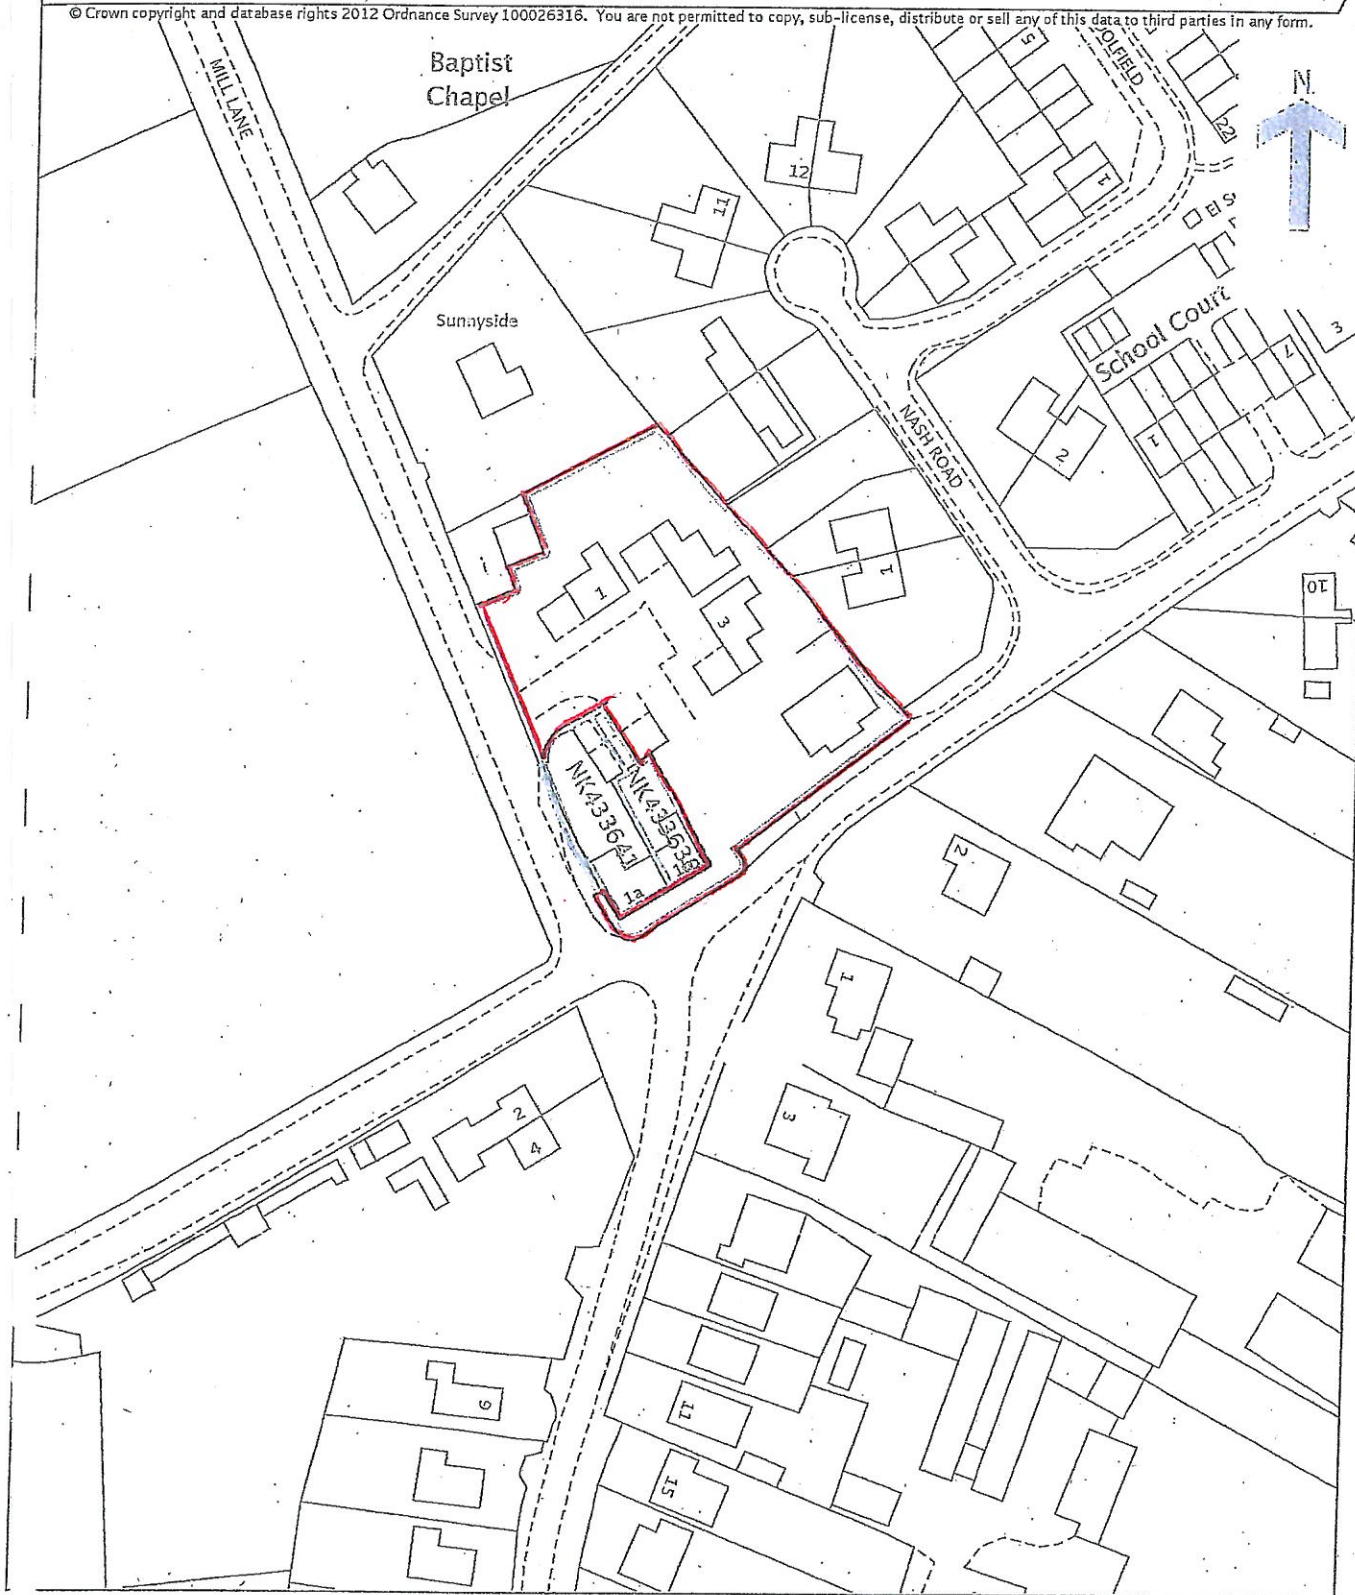 © Crown copyright and database rights 2012 Ordnance Survey 100026316. You are not permitted to copy, sub-license, distribute or sell any of this data to third parties in any form.
Baptist
Chapel
MILL LANE
5
N
22
12
11
1
El S
Sunnyside
School Court
3
7
1
2
NASH ROAD
1
1
3
10
NK433641
1a
2
1
3
2
4
9
11
15